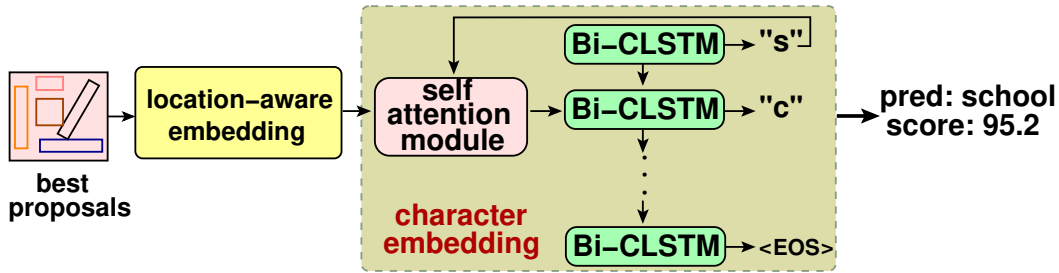 best
proposals
location-aware
embedding
self
attention
module
character
embedding
Bi-CLSTM
"s"
Bi-CLSTM
"c"
Bi-CLSTM
<EOS>
pred: school
score: 95.2